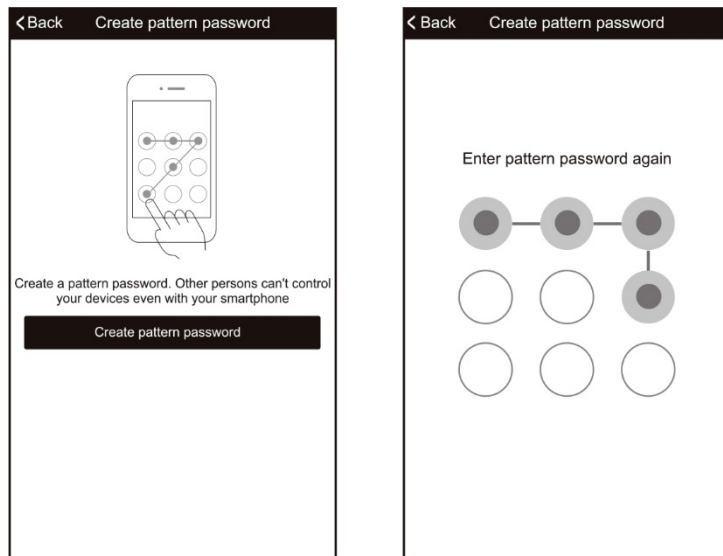 Back Create pattern password
Create a pattern password. Other persons can't control
your devices even with your smartphone
Create pattern password
Back Create pattern password
Enter pattern password again